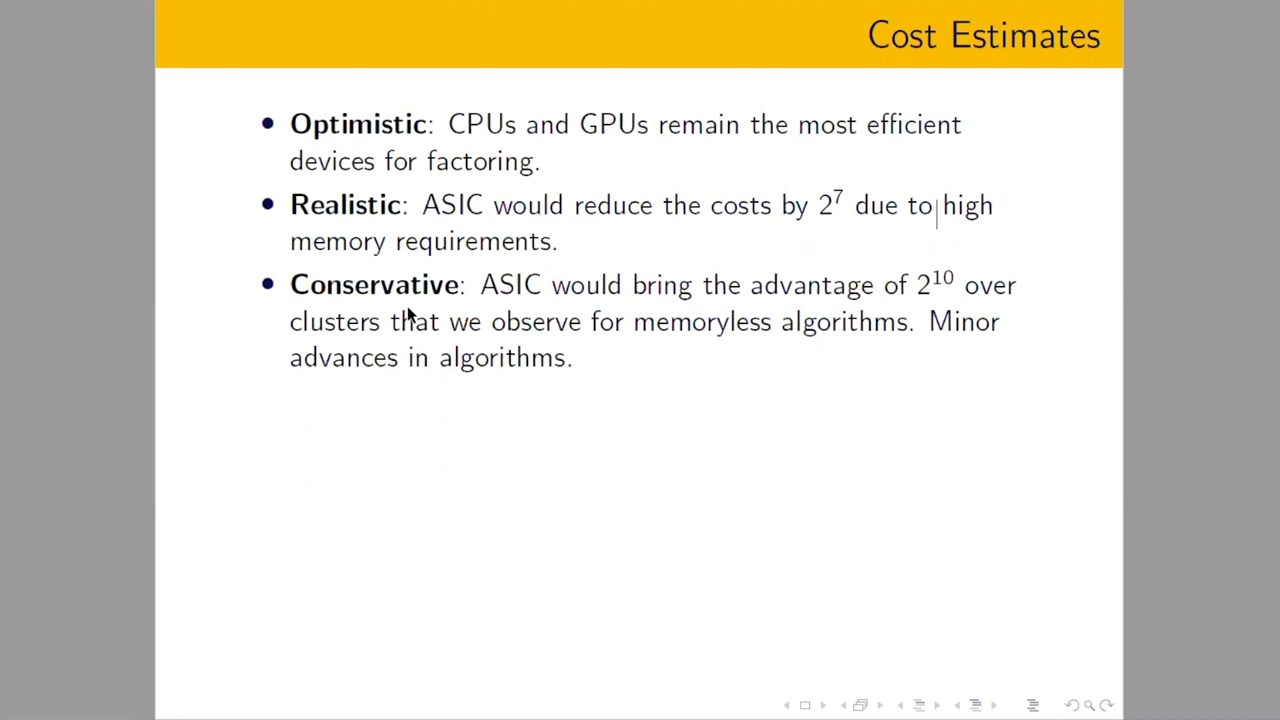 Cost Estimates
• Optimistic: CPUs and GPUs remain the most efficient
devices for factoring.
• Realistic: ASIC would reduce the costs by 2⁷ due to high
memory requirements.
• Conservative: ASIC would bring the advantage of 2¹⁰ over
clusters that we observe for memoryless algorithms. Minor
advances in algorithms.